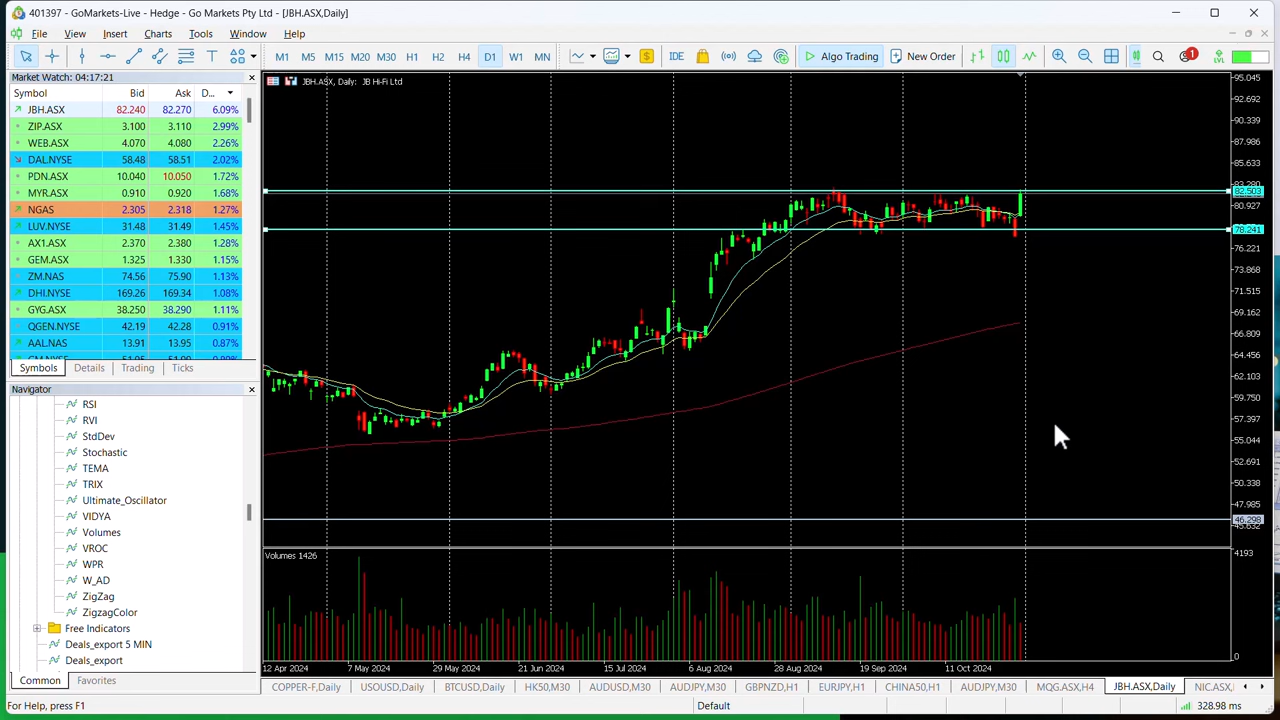 401397 - GoMarkets-Live - Hedge - Go Markets Pty Ltd - [JBH.ASX,Daily]
File View Insert Charts Tools Window Help
M1 M5 M15 M20 M30 H1 H2 H4 D1 W1 MN IDE Algo Trading New Order 1 LVL
Market Watch: 04:17:21
Symbol Bid Ask D...
JBH.ASX 82.240 82.270 6.09%
ZIP.ASX 3.100 3.110 2.99%
WEB.ASX 4.070 4.080 2.26%
DAL.NYSE 58.48 58.51 2.02%
PDN.ASX 10.040 10.050 1.72%
MYR.ASX 0.910 0.920 1.68%
NGAS 2.305 2.318 1.27%
LUV.NYSE 31.48 31.49 1.45%
AX1.ASX 2.370 2.380 1.28%
GEM.ASX 1.325 1.330 1.15%
ZM.NAS 74.56 75.90 1.13%
DHI.NYSE 169.26 169.34 1.08%
GYG.ASX 38.250 38.290 1.11%
QGEN.NYSE 42.19 42.28 0.91%
AAL.NAS 13.91 13.95 0.87%
Symbols Details Trading Ticks
Navigator
RSI
RVI
StdDev
Stochastic
TEMA
TRIX
Ultimate_Oscillator
VIDYA
Volumes
VROC
WPR
W_AD
ZigZag
ZigzagColor
Free Indicators
Deals_export 5 MIN
Deals_export
Common Favorites
JBH.ASX, Daily: JB Hi-Fi Ltd
95.045
92.692
90.339
87.986
85.633
82.503
80.927
78.241
76.221
73.868
71.515
69.162
66.809
64.456
62.103
59.750
57.397
55.044
52.691
50.338
47.985
46.298
Volumes 1426
4193
0
12 Apr 2024 7 May 2024 29 May 2024 21 Jun 2024 15 Jul 2024 6 Aug 2024 28 Aug 2024 19 Sep 2024 11 Oct 2024
COPPER-F,Daily USOUSD,Daily BTCUSD,Daily HK50,M30 AUDUSD,M30 AUDJPY,M30 GBPNZD,H1 EURJPY,H1 CHINA50,H1 AUDJPY,M30 MQG.ASX,H4 JBH.ASX,Daily NIC.ASX,
For Help, press F1 Default 328.98 ms